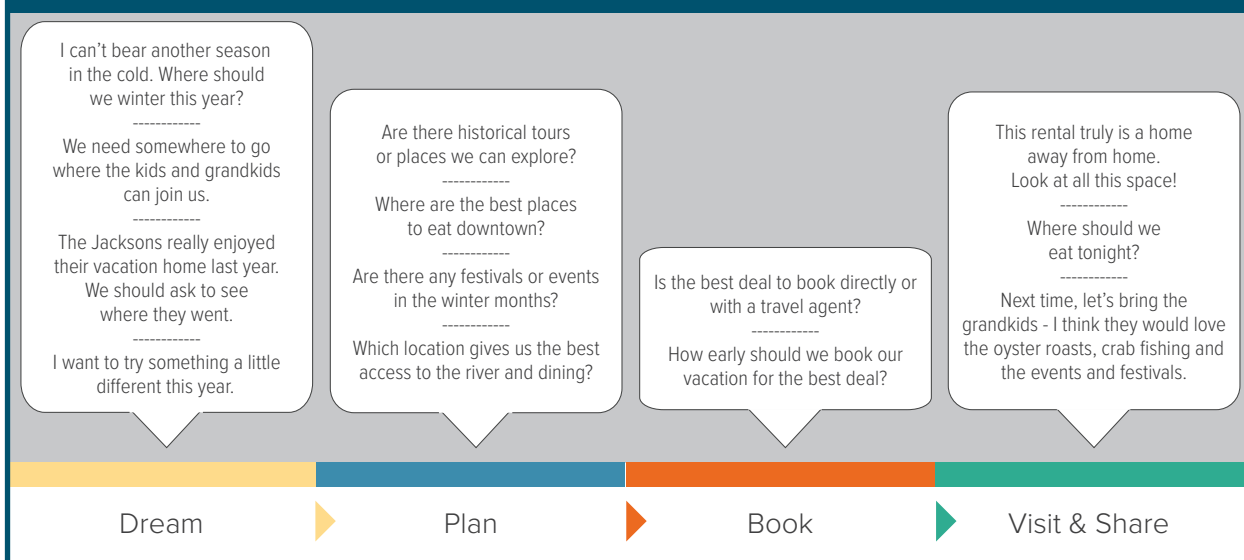 I can't bear another season
in the cold. Where should
we winter this year?
------------
We need somewhere to go
where the kids and grandkids
can join us.
------------
The Jacksons really enjoyed
their vacation home last year.
We should ask to see
where they went.
------------
I want to try something a little
different this year.
Are there historical tours
or places we can explore?
------------
Where are the best places
to eat downtown?
------------
Are there any festivals or events
in the winter months?
------------
Which location gives us the best
access to the river and dining?
Is the best deal to book directly or
with a travel agent?
------------
How early should we book our
vacation for the best deal?
This rental truly is a home
away from home.
Look at all this space!
------------
Where should we
eat tonight?
------------
Next time, let's bring the
grandkids - I think they would love
the oyster roasts, crab fishing and
the events and festivals.
Dream
Plan
Book
Visit & Share